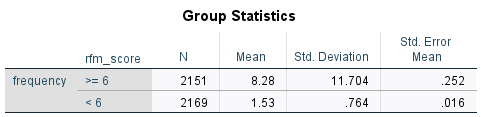 Group Statistics
rfm_score N Mean Std. Deviation Std. Error Mean
frequency >= 6 2151 8.28 11.704 .252
< 6 2169 1.53 .764 .016